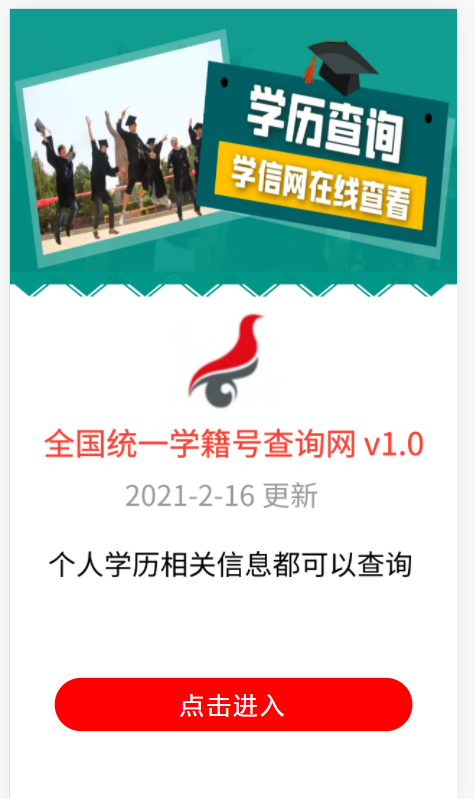 学历查询
学信网在线查看
全国统一学籍号查询网 v1.0
2021-2-16 更新
个人学历相关信息都可以查询
点击进入